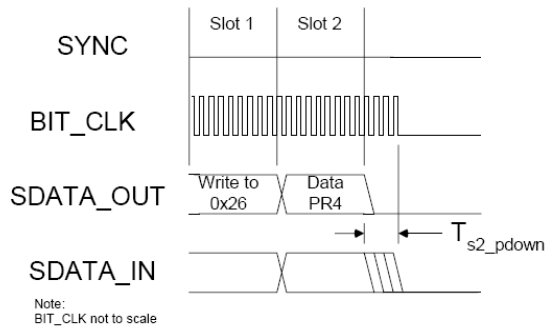 Slot 1
Slot 2
SYNC
BIT_CLK
SDATA_OUT
Write to
0x26
Data
PR4
T s2_pdown
SDATA_IN
Note:
BIT_CLK not to scale